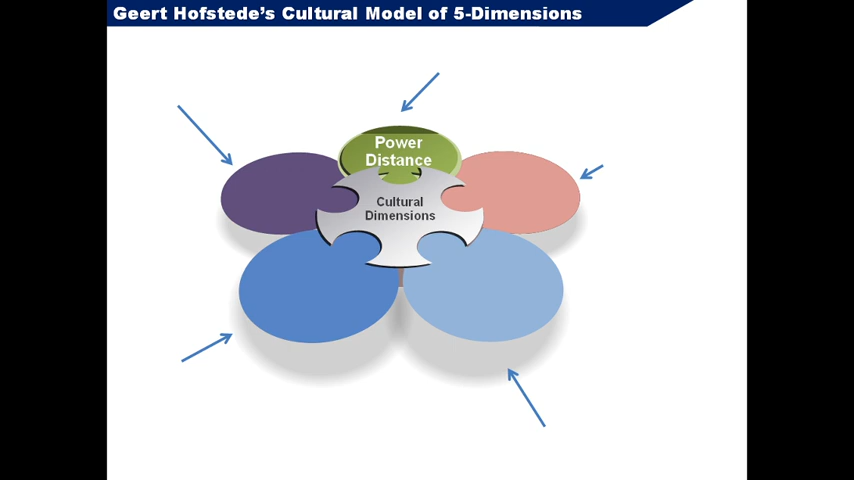 Geert Hofstede's Cultural Model of 5-Dimensions
Power
Distance
Cultural
Dimensions